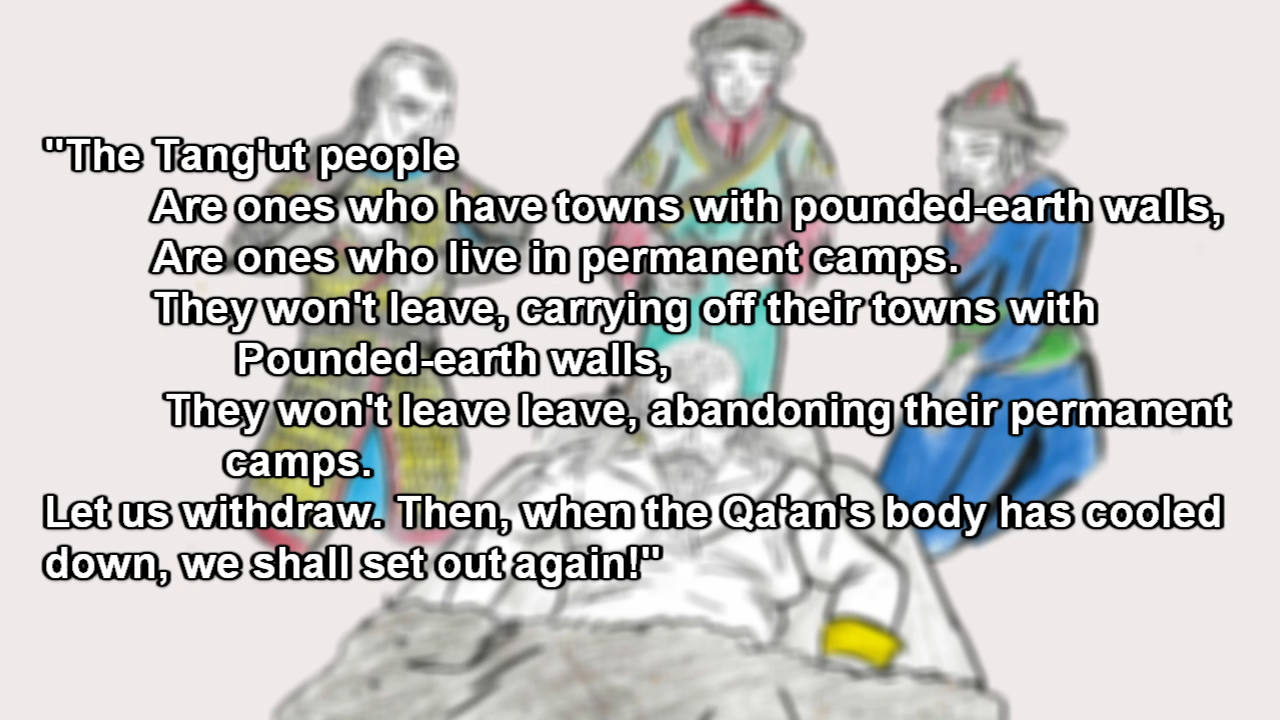 "The Tang'ut people
Are ones who have towns with pounded-earth walls,
Are ones who live in permanent camps.
They won't leave, carrying off their towns with
Pounded-earth walls,
They won't leave leave, abandoning their permanent
camps.
Let us withdraw. Then, when the Qa'an's body has cooled
down, we shall set out again!"